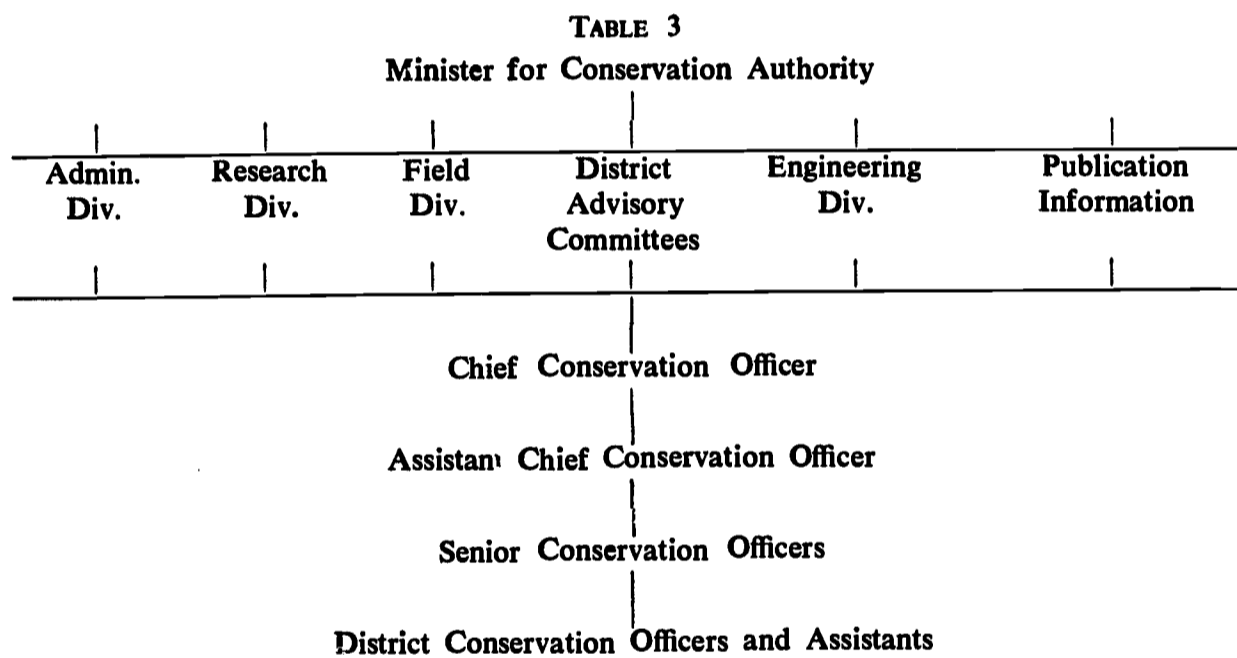 TABLE 3
Minister for Conservation Authority
Admin. Research Field District Engineering Publication
Div. Div. Div. Advisory Div. Information
Committees
Chief Conservation Officer
Assistant Chief Conservation Officer
Senior Conservation Officers
District Conservation Officers and Assistants